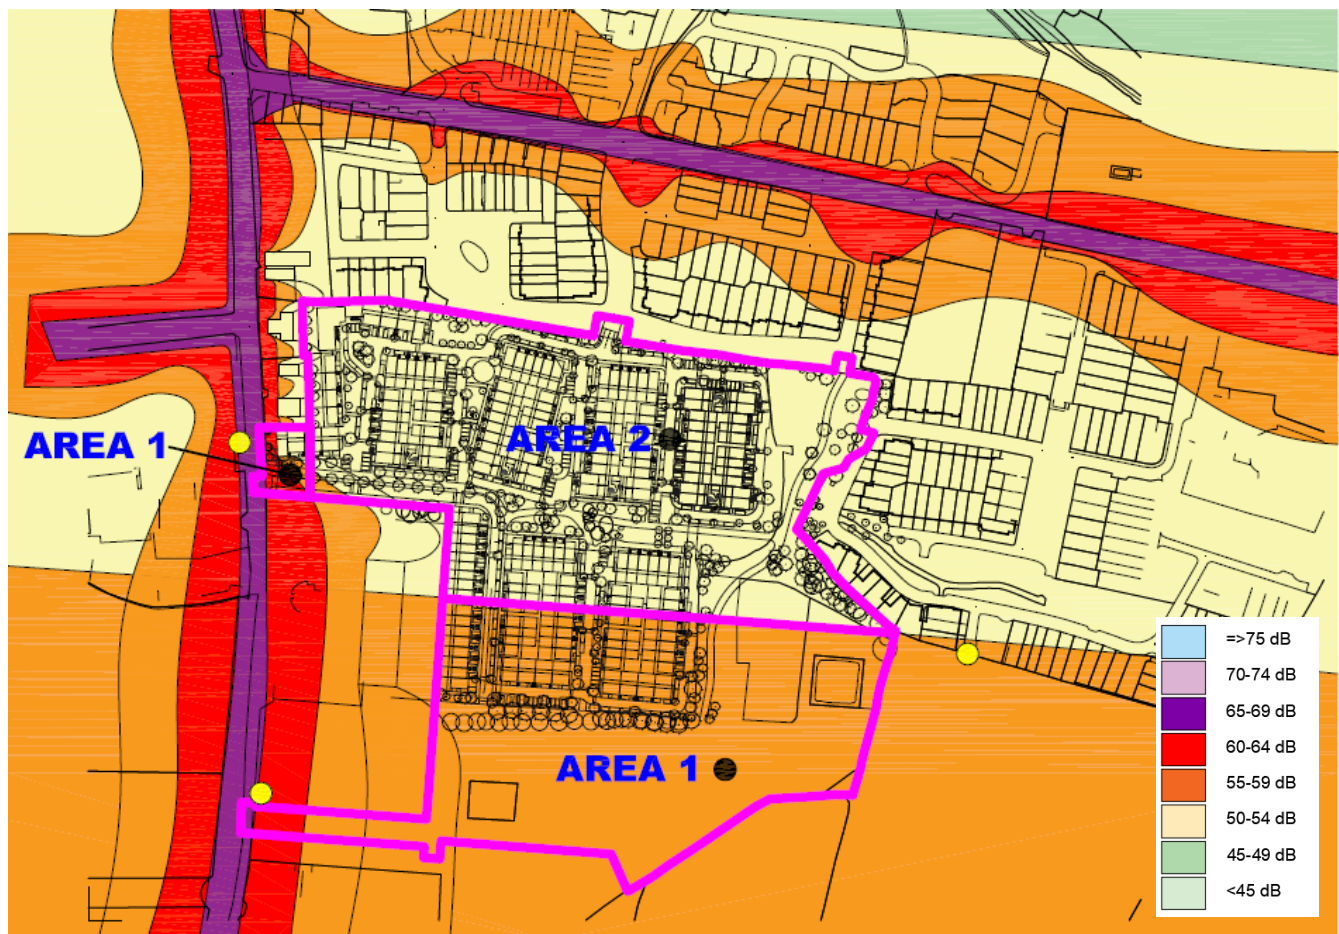 AREA 1
AREA 2
AREA 1
=>75 dB
70-74 dB
65-69 dB
60-64 dB
55-59 dB
50-54 dB
45-49 dB
<45 dB